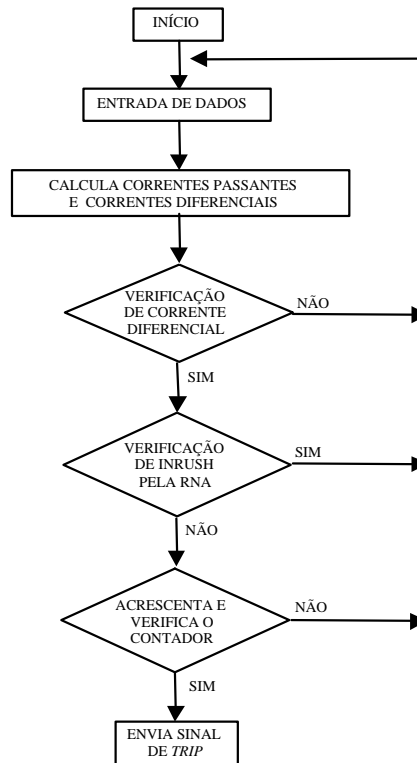 INÍCIO
ENTRADA DE DADOS
CALCULA CORRENTES PASSANTES
E CORRENTES DIFERENCIAIS
VERIFICAÇÃO
DE CORRENTE
DIFERENCIAL
NÃO
SIM
VERIFICAÇÃO
DE INRUSH
PELA RNA
SIM
NÃO
ACRESCENTA E
VERIFICA O
CONTADOR
NÃO
SIM
ENVIA SINAL
DE TRIP